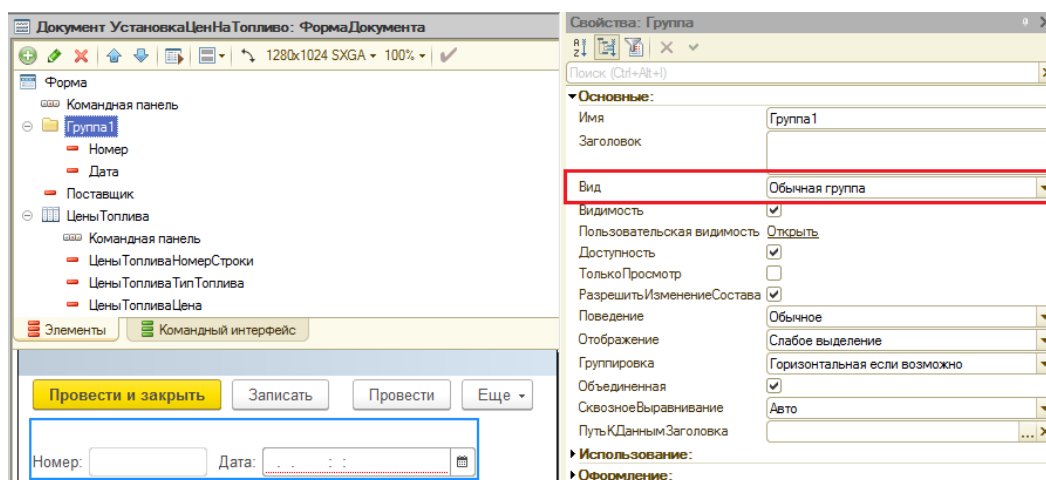 Документ УстановкаЦенНаТопливо: ФормаДокумента
1280x1024 SXGA 100%
Форма
Командная панель
Группа1
Номер
Дата
Поставщик
ЦеныТоплива
Командная панель
ЦеныТопливаНомерСтроки
ЦеныТопливаТипТоплива
ЦеныТопливаЦена
Элементы
Командный интерфейс
Провести и закрыть
Записать
Провести
Еще
Номер:
Дата: . . : :
Свойства: Группа
Поиск (Ctrl+Alt+I)
Основные:
Имя Группа1
Заголовок
Вид Обычная группа
Видимость
Пользовательская видимость Открыть
Доступность
ТолькоПросмотр
РазрешитьИзменениеСостава
Поведение Обычное
Отображение Слабое выделение
Группировка Горизонтальная если возможно
Объединенная
СквозноеВыравнивание Авто
ПутьКДаннымЗаголовка ...
Использование:
Оформление: